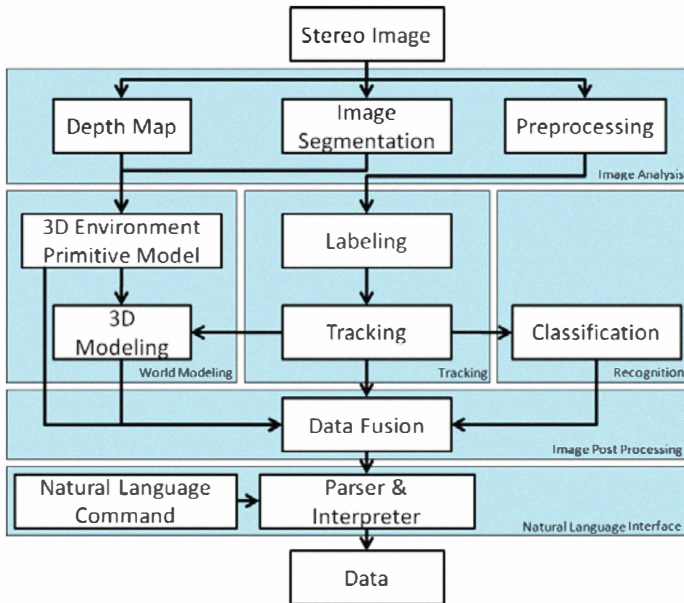 Stereo Image
Depth Map
Image
Segmentation
Preprocessing
Image Analysis
3D Environment
Primitive Model
Labeling
3D
Modeling
Tracking
Classification
World Modeling
Tracking
Recognition
Data Fusion
Image Post Processing
Natural Language
Command
Parser &
Interpreter
Natural Language Interface
Data